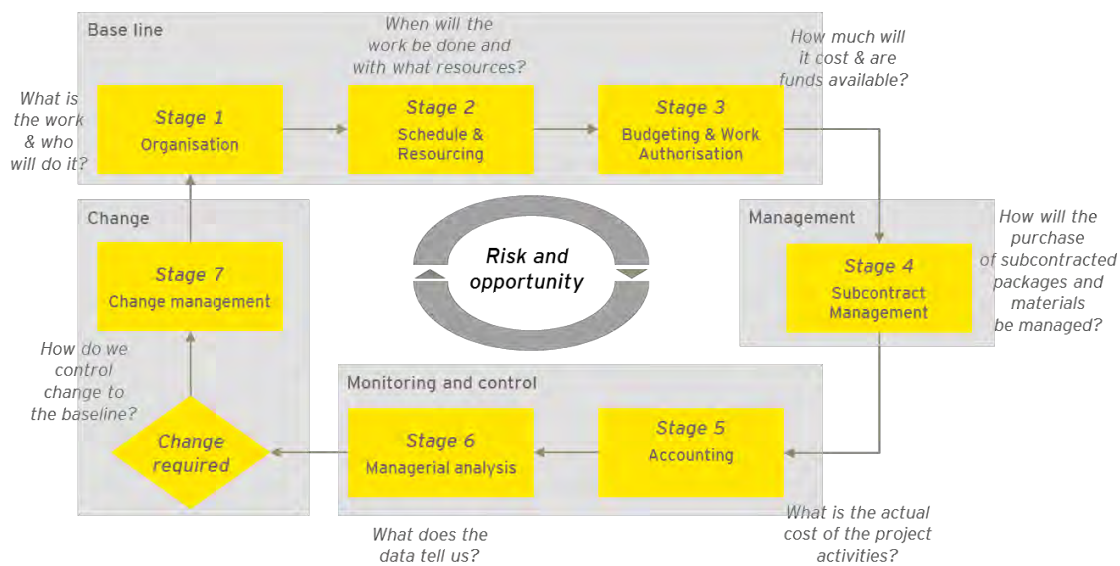 Base line
When will the
work be done and
with what resources?
How much will
it cost & are
funds available?
What is
the work
& who
will do it?
Stage 1
Organisation
Stage 2
Schedule &
Resourcing
Stage 3
Budgeting & Work
Authorisation
Change
Management
How will the
purchase
of subcontracted
packages and
materials
be managed?
Stage 7
Change management
Risk and
opportunity
Stage 4
Subcontract
Management
How do we
control
change to
the baseline?
Monitoring and control
Change
required
Stage 6
Managerial analysis
Stage 5
Accounting
What does the
data tell us?
What is the actual
cost of the project
activities?